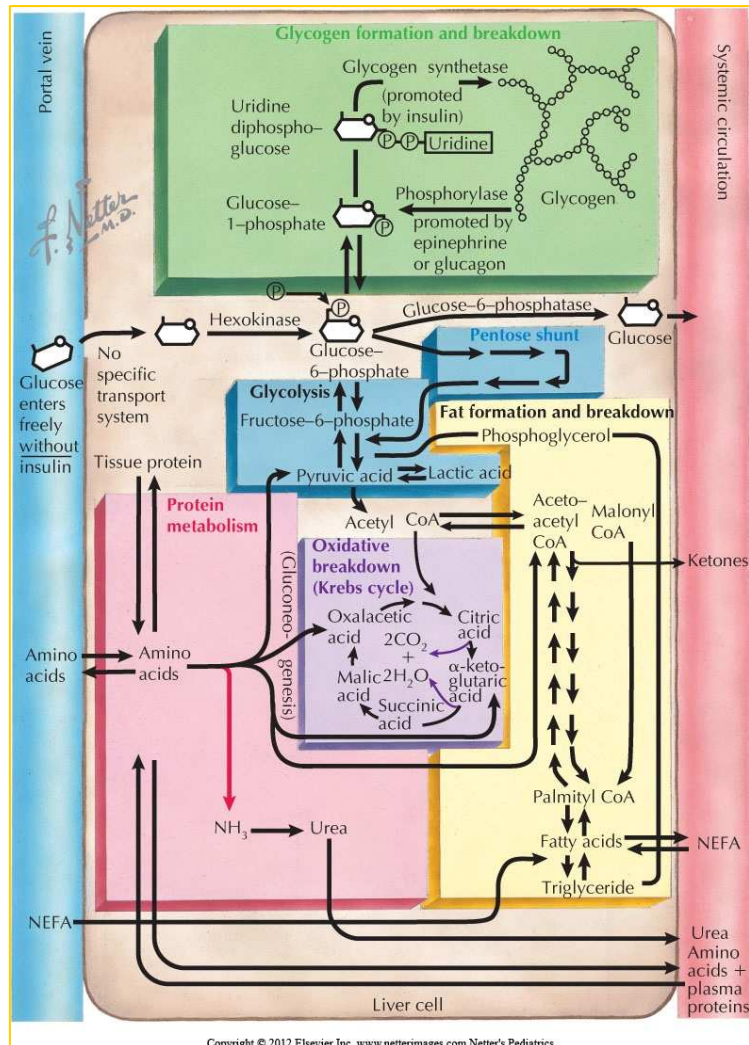 Portal vein
Systemic circulation
Glycogen formation and breakdown
Glycogen synthetase
(promoted
by insulin)
Uridine
diphospho–
glucose
P
P
Uridine
Glucose–
1–phosphate
P
Phosphorylase
promoted by
epinephrine
or glucagon
Glycogen
F. Netter
M.D.
P
P
Hexokinase
Glucose–6–phosphatase
Glucose
Glucose
enters
freely
without
insulin
No
specific
transport
system
Glucose–
6–phosphate
Pentose shunt
Glycolysis
Fructose–6–phosphate
Fat formation and breakdown
Phosphoglycerol
Pyruvic acid
Lactic acid
Tissue protein
Protein
metabolism
Acetyl CoA
Aceto–
acetyl
CoA
Malonyl
CoA
Ketones
(Gluconeo- genesis)
Oxidative
breakdown
(Krebs cycle)
Oxalacetic
acid
Citric
acid
2CO2
+
2H2O
α-keto-
glutaric
acid
Malic
acid
Succinic
acid
Amino
acids
Amino
acids
Palmityl CoA
NH3
Urea
Fatty acids
NEFA
Triglyceride
NEFA
Urea
Amino
acids +
plasma
proteins
Liver cell
Copyright © 2012 Elsevier Inc. www.netterimages.com Netter's Pediatrics